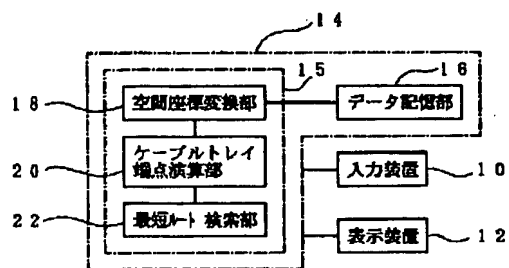 14
15
16
18
空間座標変換部
データ記憶部
20
ケーブルトレイ
端点演算部
入力装置
10
22
最短ルート検索部
表示装置
12